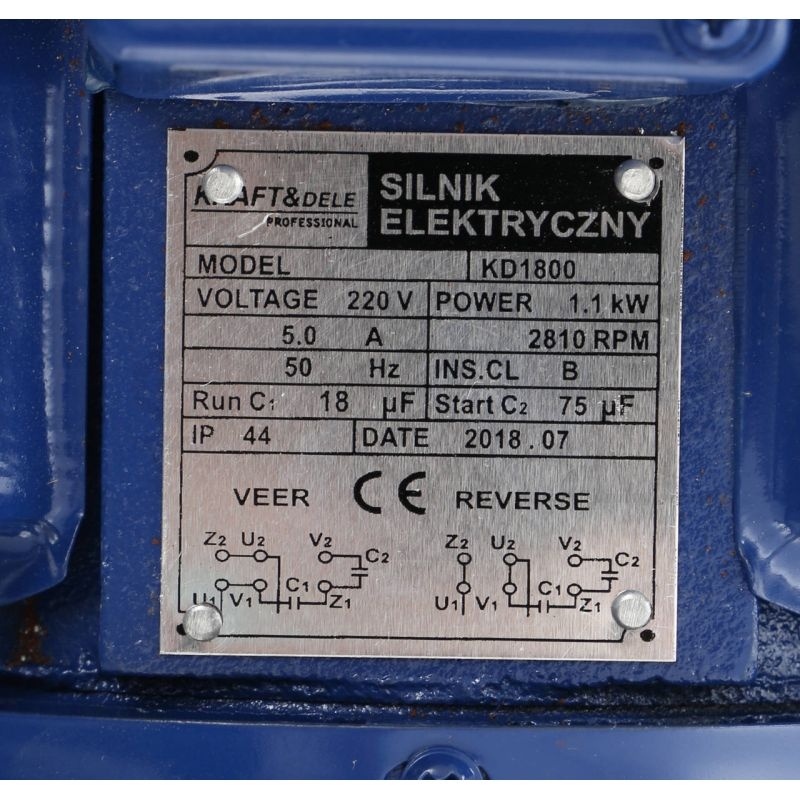 KRAFT&DELE
PROFESSIONAL
SILNIK
ELEKTRYCZNY
MODEL KD1800
VOLTAGE 220 V POWER 1.1 kW
5.0 A 2810 RPM
50 Hz INS.CL B
Run C1 18 µF Start C2 75 µF
IP 44 DATE 2018.07
VEER CE REVERSE
Z2 U2 V2 C2 Z2 U2 V2 C2
U1 V1 C1 Z1 U1 V1 C1 Z1